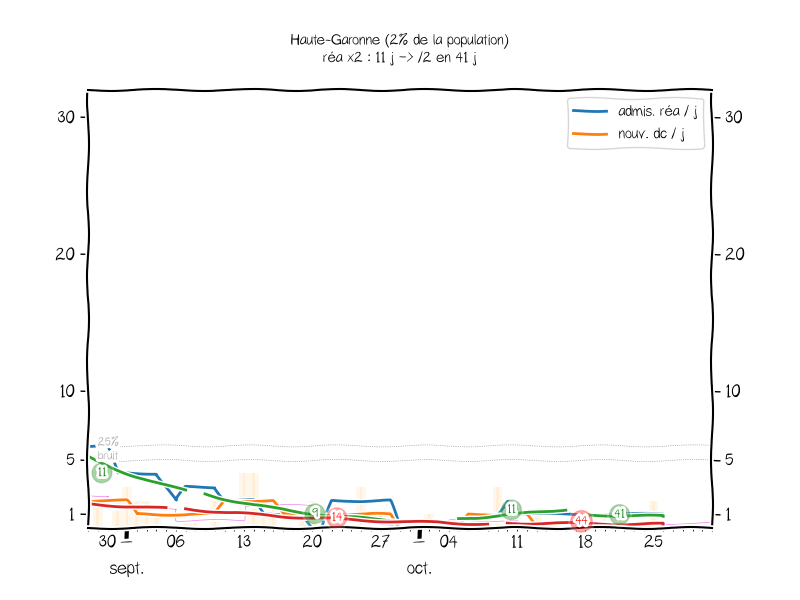 Haute-Garonne (2% de la population)
réa x2 : 11 j -> /2 en 41 j
admis. réa / j
nouv. dc / j
30
30
20
20
10
10
25%
bruit
5
5
11
9
14
11
44
41
1
1
30 06 13 20 27 04 11 18 25
sept. oct.